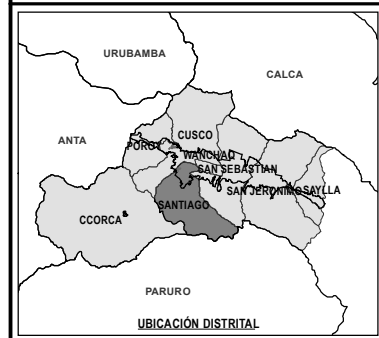 URUBAMBA
CALCA
ANTA
CUSCO
POROY
WANCHAQ
SAN SEBASTIAN
SAN JERONIMO
SAYLLA
SANTIAGO
CCORCA
PARURO
UBICACIÓN DISTRITAL